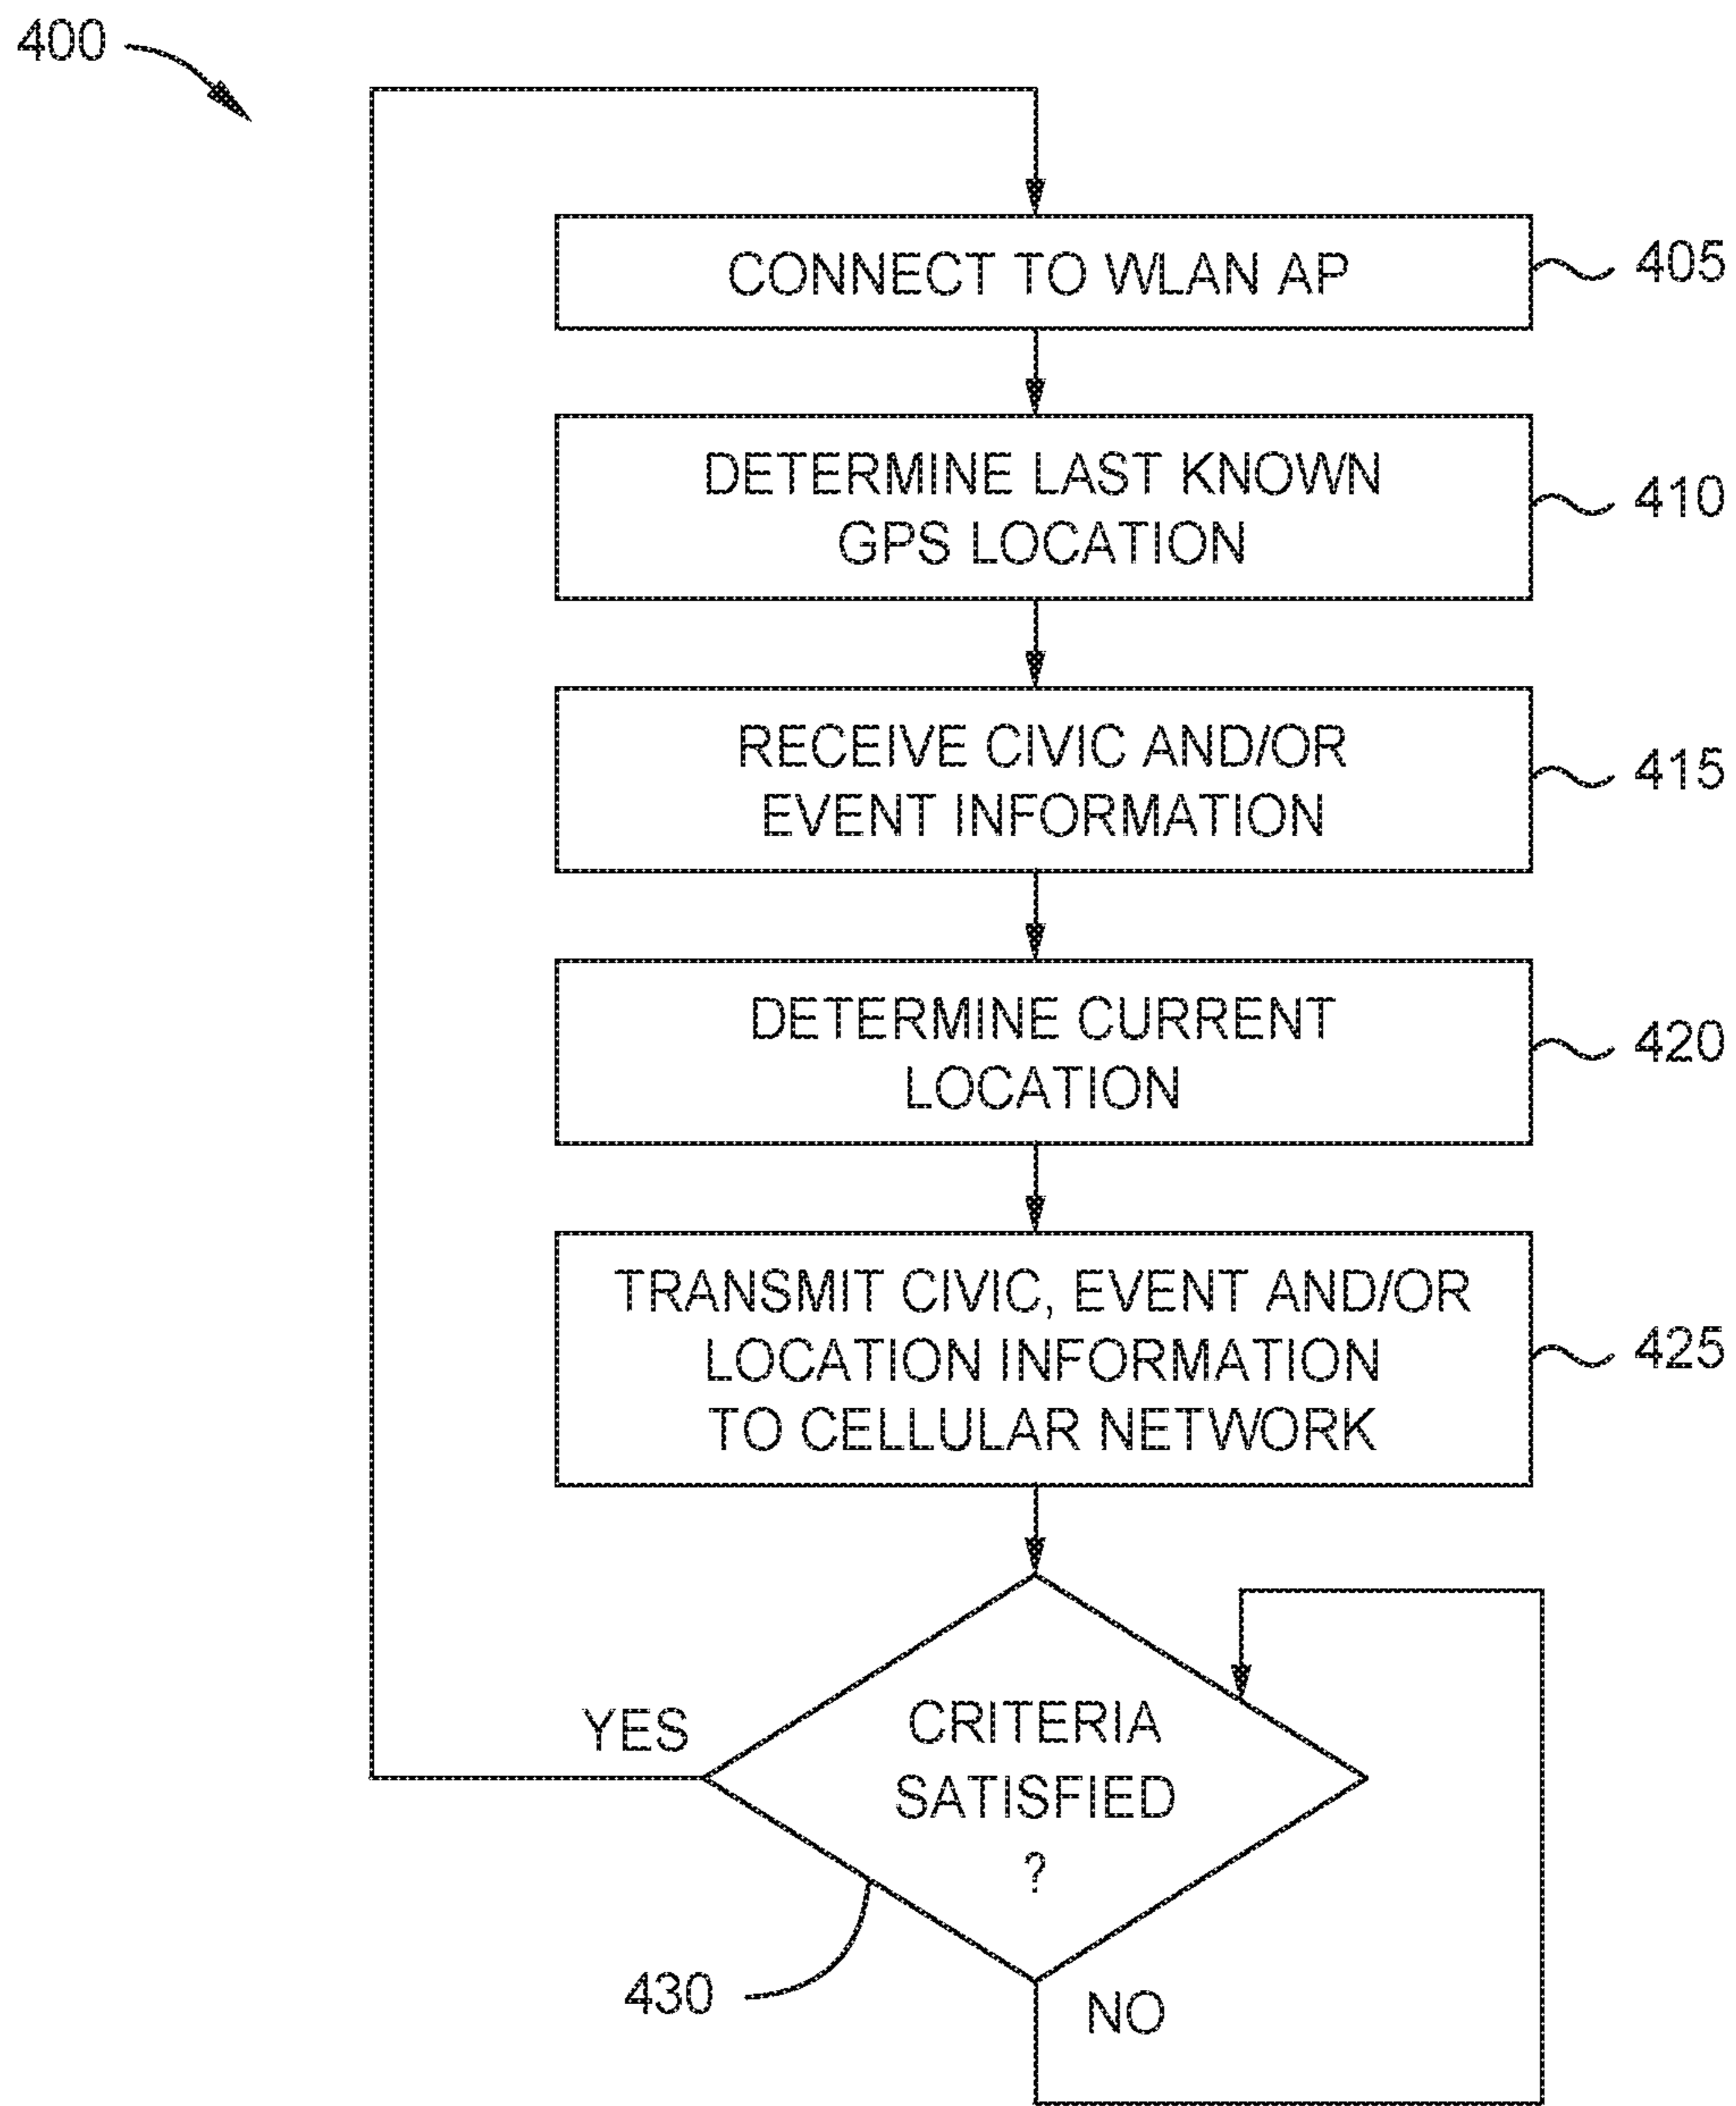 400
CONNECT TO WLAN AP
405
DETERMINE LAST KNOWN
GPS LOCATION
410
RECEIVE CIVIC AND/OR
EVENT INFORMATION
415
DETERMINE CURRENT
LOCATION
420
TRANSMIT CIVIC, EVENT AND/OR
LOCATION INFORMATION
TO CELLULAR NETWORK
425
YES
CRITERIA
SATISFIED
?
430
NO